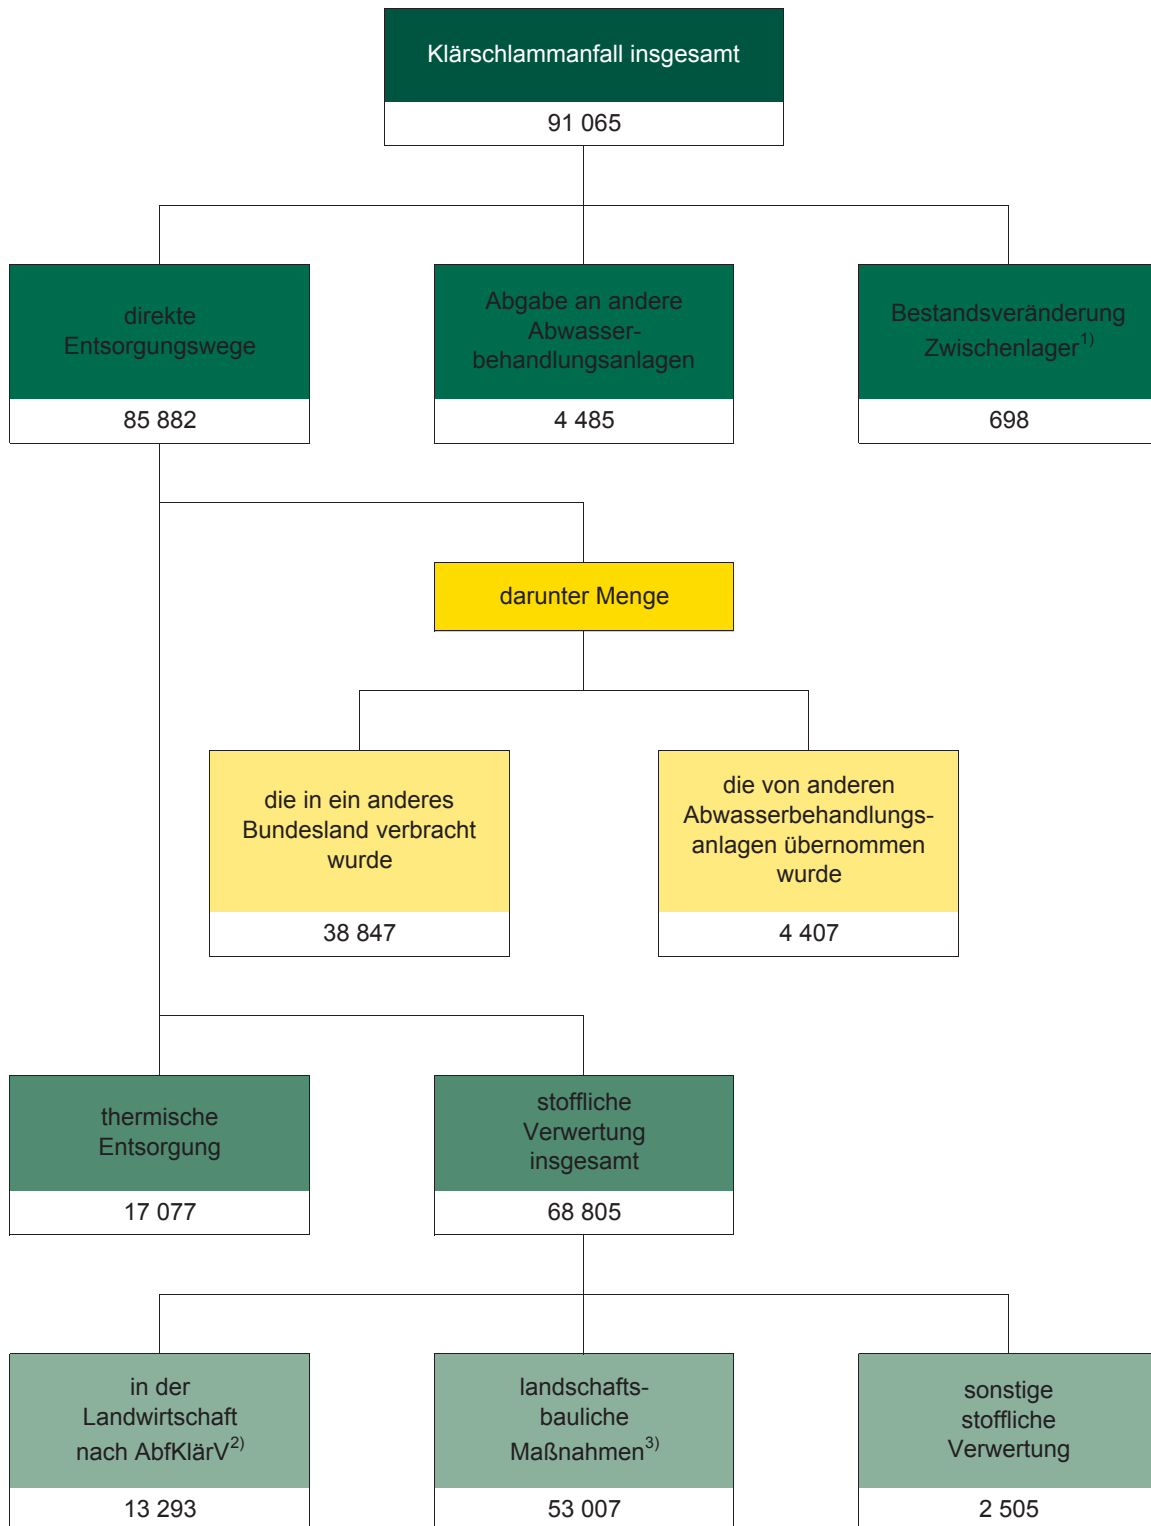 Klärschlammanfall insgesamt
91 065
direkte
Entsorgungswege
85 882
Abgabe an andere
Abwasser-
behandlungsanlagen
4 485
Bestandsveränderung
Zwischenlager1)
698
darunter Menge
die in ein anderes
Bundesland verbracht
wurde
38 847
die von anderen
Abwasserbehandlungs-
anlagen übernommen
wurde
4 407
thermische
Entsorgung
17 077
stoffliche
Verwertung
insgesamt
68 805
in der
Landwirtschaft
nach AbfKlärV2)
13 293
landschafts-
bauliche
Maßnahmen3)
53 007
sonstige
stoffliche
Verwertung
2 505